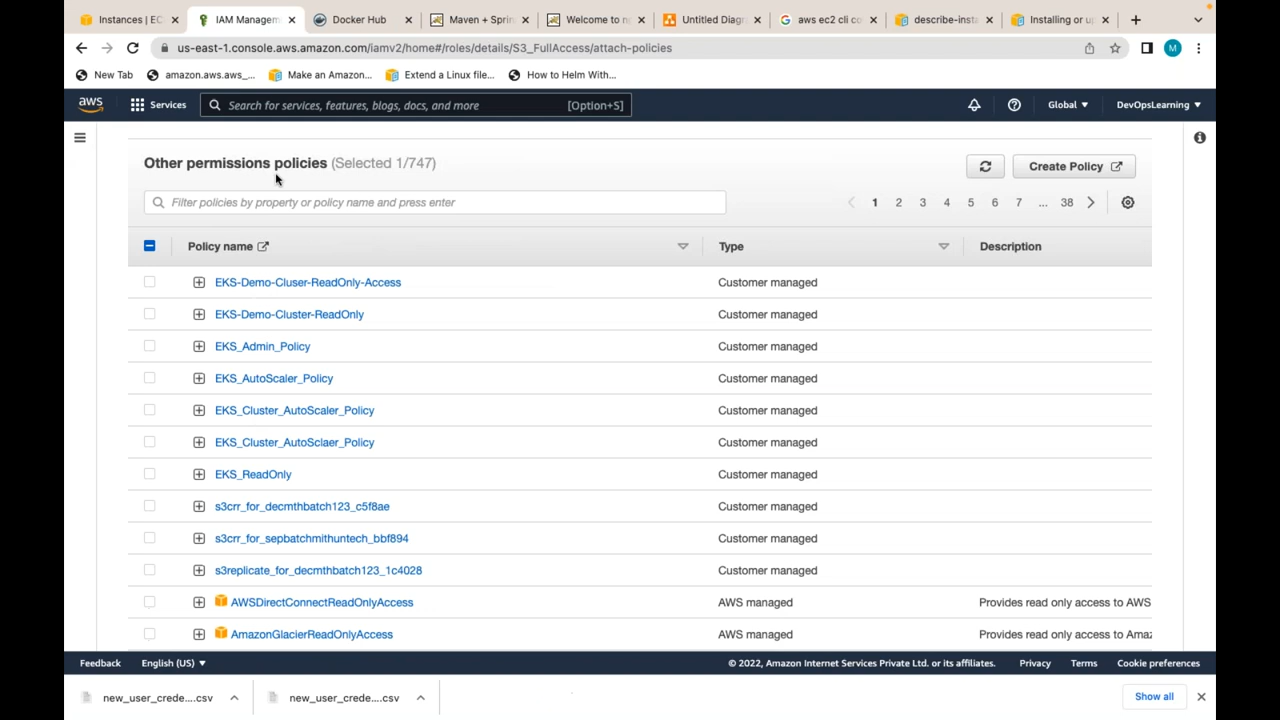 Instances | EC
IAM Managem
Docker Hub
Maven + Sprin
Welcome to n
Untitled Diagr
aws ec2 cli co
describe-insta
Installing or u
us-east-1.console.aws.amazon.com/iamv2/home#/roles/details/S3_FullAccess/attach-policies
M
New Tab
amazon.aws.aws_...
Make an Amazon...
Extend a Linux file...
How to Helm With...
aws
Services
Search for services, features, blogs, docs, and more
[Option+S]
Global
DevOpsLearning
Other permissions policies (Selected 1/747)
Create Policy
Filter policies by property or policy name and press enter
1 2 3 4 5 6 7 ... 38
Policy name
Type
Description
EKS-Demo-Cluser-ReadOnly-Access
Customer managed
EKS-Demo-Cluster-ReadOnly
Customer managed
EKS_Admin_Policy
Customer managed
EKS_AutoScaler_Policy
Customer managed
EKS_Cluster_AutoScaler_Policy
Customer managed
EKS_Cluster_AutoSclaer_Policy
Customer managed
EKS_ReadOnly
Customer managed
s3crr_for_decmthbatch123_c5f8ae
Customer managed
s3crr_for_sepbatchmithuntech_bbf894
Customer managed
s3replicate_for_decmthbatch123_1c4028
Customer managed
AWSDirectConnectReadOnlyAccess
AWS managed
Provides read only access to AWS
AmazonGlacierReadOnlyAccess
AWS managed
Provides read only access to Amaz
Feedback
English (US)
© 2022, Amazon Internet Services Private Ltd. or its affiliates.
Privacy
Terms
Cookie preferences
new_user_crede....csv
new_user_crede....csv
Show all